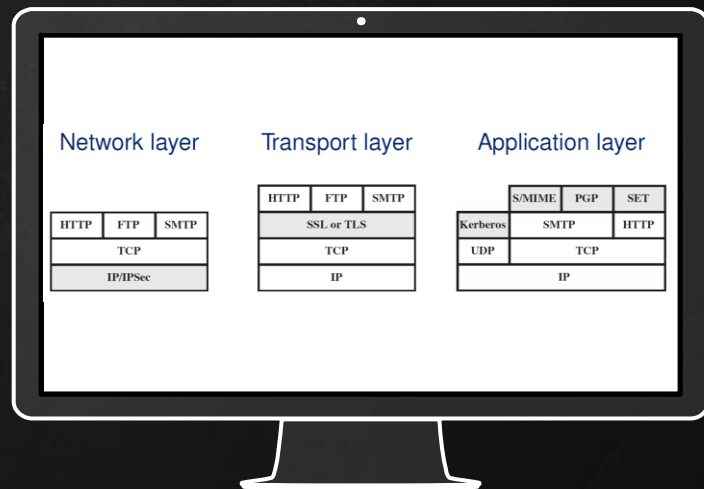 Network layer
Transport layer
Application layer
HTTP FTP SMTP
TCP
IP/IPSec
HTTP FTP SMTP
SSL or TLS
TCP
IP
S/MIME PGP SET
Kerberos SMTP HTTP
UDP TCP
IP